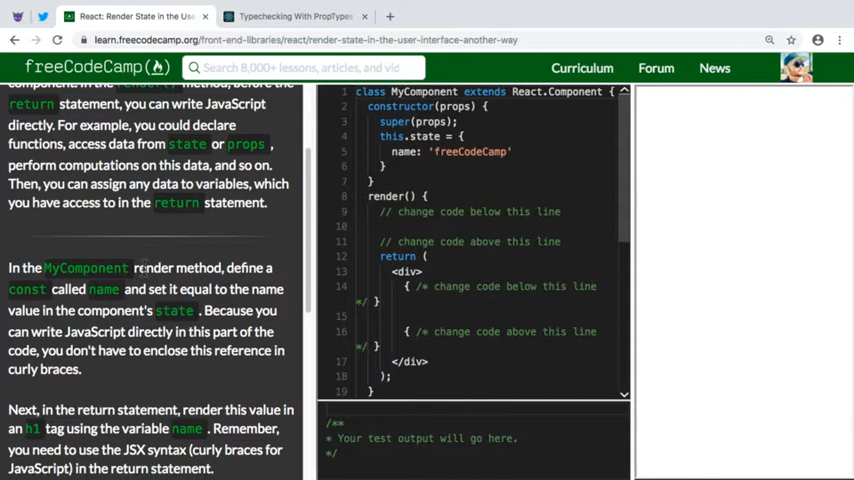 React: Render State in the Use
Typechecking With PropTypes
learn.freecodecamp.org/front-end-libraries/react/render-state-in-the-user-interface-another-way
freeCodeCamp
Search 8,000+ lessons, articles, and vid
Curriculum
Forum
News
component. In the render() method, before the
return statement, you can write JavaScript
directly. For example, you could declare
functions, access data from state or props ,
perform computations on this data, and so on.
Then, you can assign any data to variables, which
you have access to in the return statement.
In the MyComponent render method, define a
const called name and set it equal to the name
value in the component's state . Because you
can write JavaScript directly in this part of the
code, you don't have to enclose this reference in
curly braces.
Next, in the return statement, render this value in
an h1 tag using the variable name . Remember,
you need to use the JSX syntax (curly braces for
JavaScript) in the return statement.
1 class MyComponent extends React.Component {
2 constructor(props) {
3 super(props);
4 this.state = {
5 name: 'freeCodeCamp'
6 }
7 }
8 render() {
9 // change code below this line
10
11 // change code above this line
12 return (
13 <div>
14 { /* change code below this line
*/ }
15
16 { /* change code above this line
*/ }
17 </div>
18 );
19 }
/**
* Your test output will go here.
*/